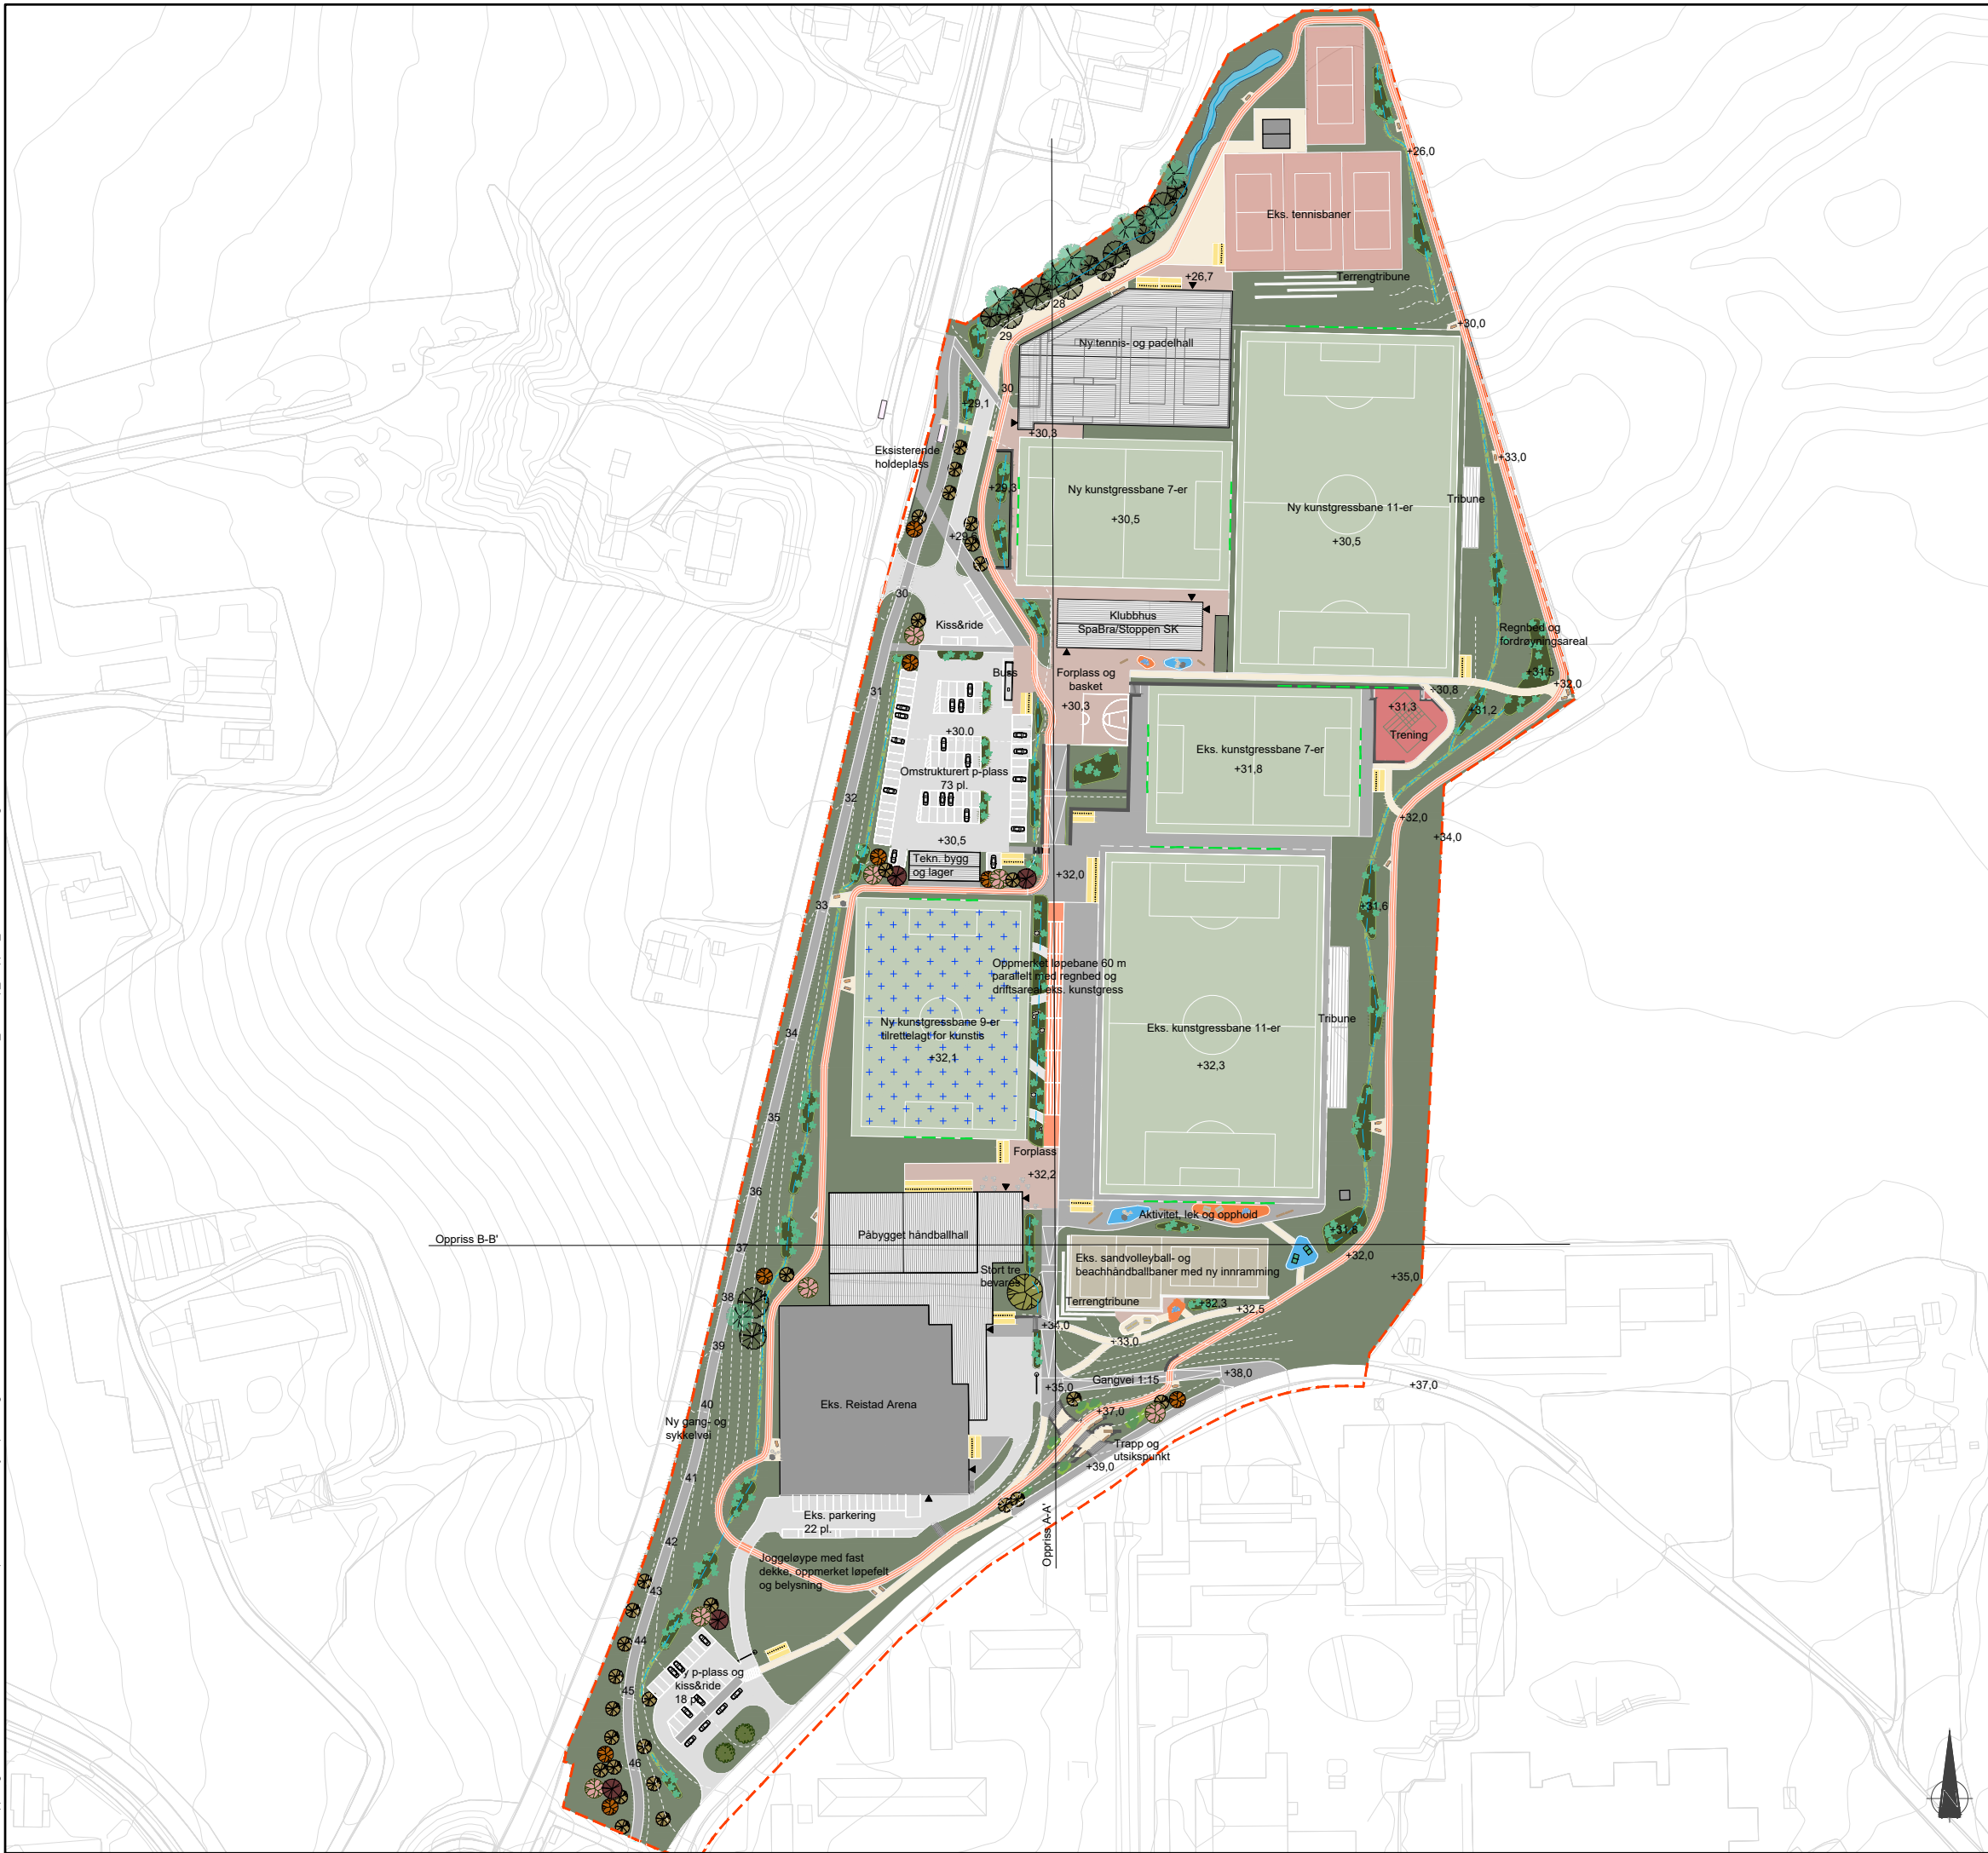 +26,0
Eks. tennisbaner
+26,7
Terrengtribune
28
+30,0
29
Ny tennis- og padelhall
30
+29,1
+30,3
Eksisterende
holdeplass
+33,0
+29,3
Ny kunstgressbane 7-er
+30,5
Tribune
Ny kunstgressbane 11-er
+30,5
30
Kiss&ride
Klubbhus
SpaBra/Stoppen SK
Regnbed og
fordrøyningsareal
Buss
Forplass og
basket
+30,3
+31,5
+32,0
+30,8
31
+31,3
+31,2
Trening
+30.0
Eks. kunstgressbane 7-er
+31,8
Omstrukturert p-plass
73 pl.
32
+32,0
+34,0
+30,5
Tekn. bygg
og lager
+32,0
33
+31,6
Oppmerket løpebane 60 m
parallelt med regnbed og
driftsareal eks. kunstgress
Ny kunstgressbane 9-er
tilrettelagt for kunstis
+32,1
34
Eks. kunstgressbane 11-er
+32,3
Tribune
35
Forplass
+32,2
36
Aktivitet, lek og opphold
+31,8
Påbygget håndballhall
Oppriss B-B'
37
+32,0
Eks. sandvolleyball- og
beachhåndballbaner med ny innramming
Stort tre
bevares
+35,0
38
Terrengtribune
+32,3
+32,5
+34,0
39
+33,0
+38,0
Gangvei 1:15
+35,0
+37,0
40
Eks. Reistad Arena
+37,0
Ny gang- og
sykkelvei
Trapp og
utsikspunkt
+39,0
41
Eks. parkering
22 pl.
Oppriss A-A'
42
Joggeløype med fast
dekke, oppmerket løpefelt
og belysning
43
44
y p-plass og
kiss&ride
18
45
46
N